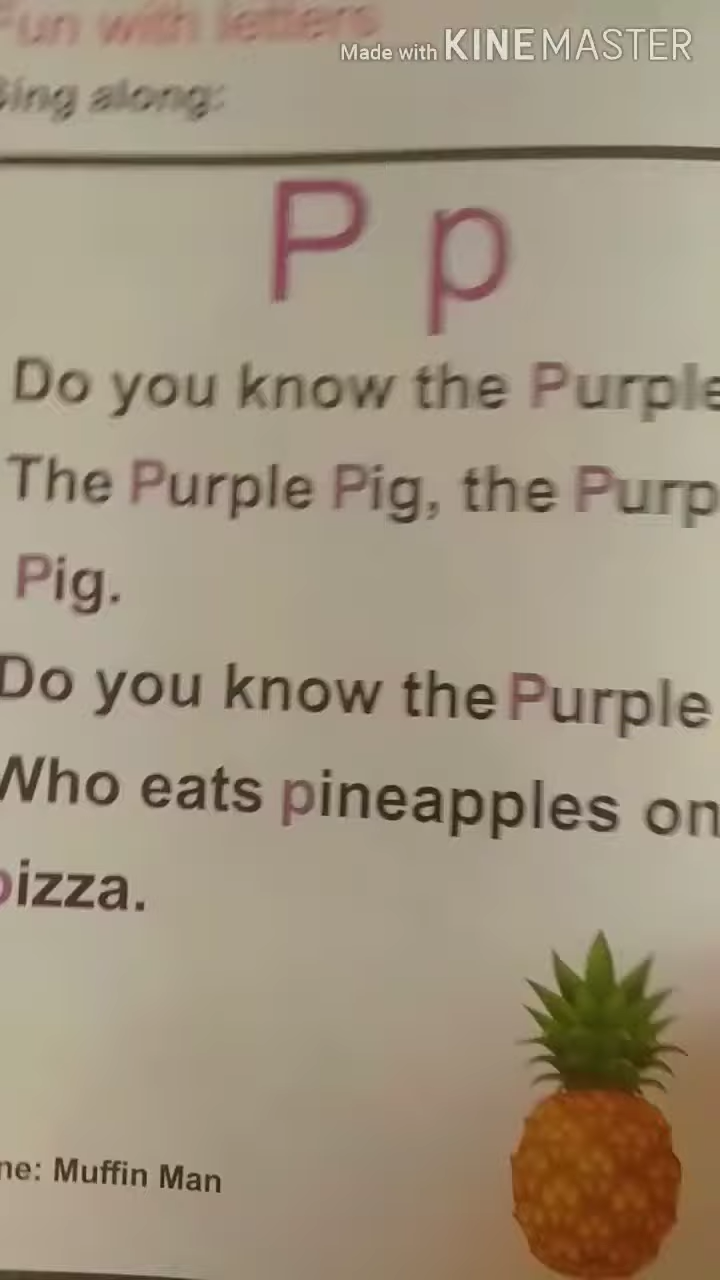 Fun with letters
Made with KINEMASTER
Sing along:
P p
Do you know the Purple
The Purple Pig, the Purp
Pig.
Do you know the Purple
Who eats pineapples on
pizza.
ne: Muffin Man